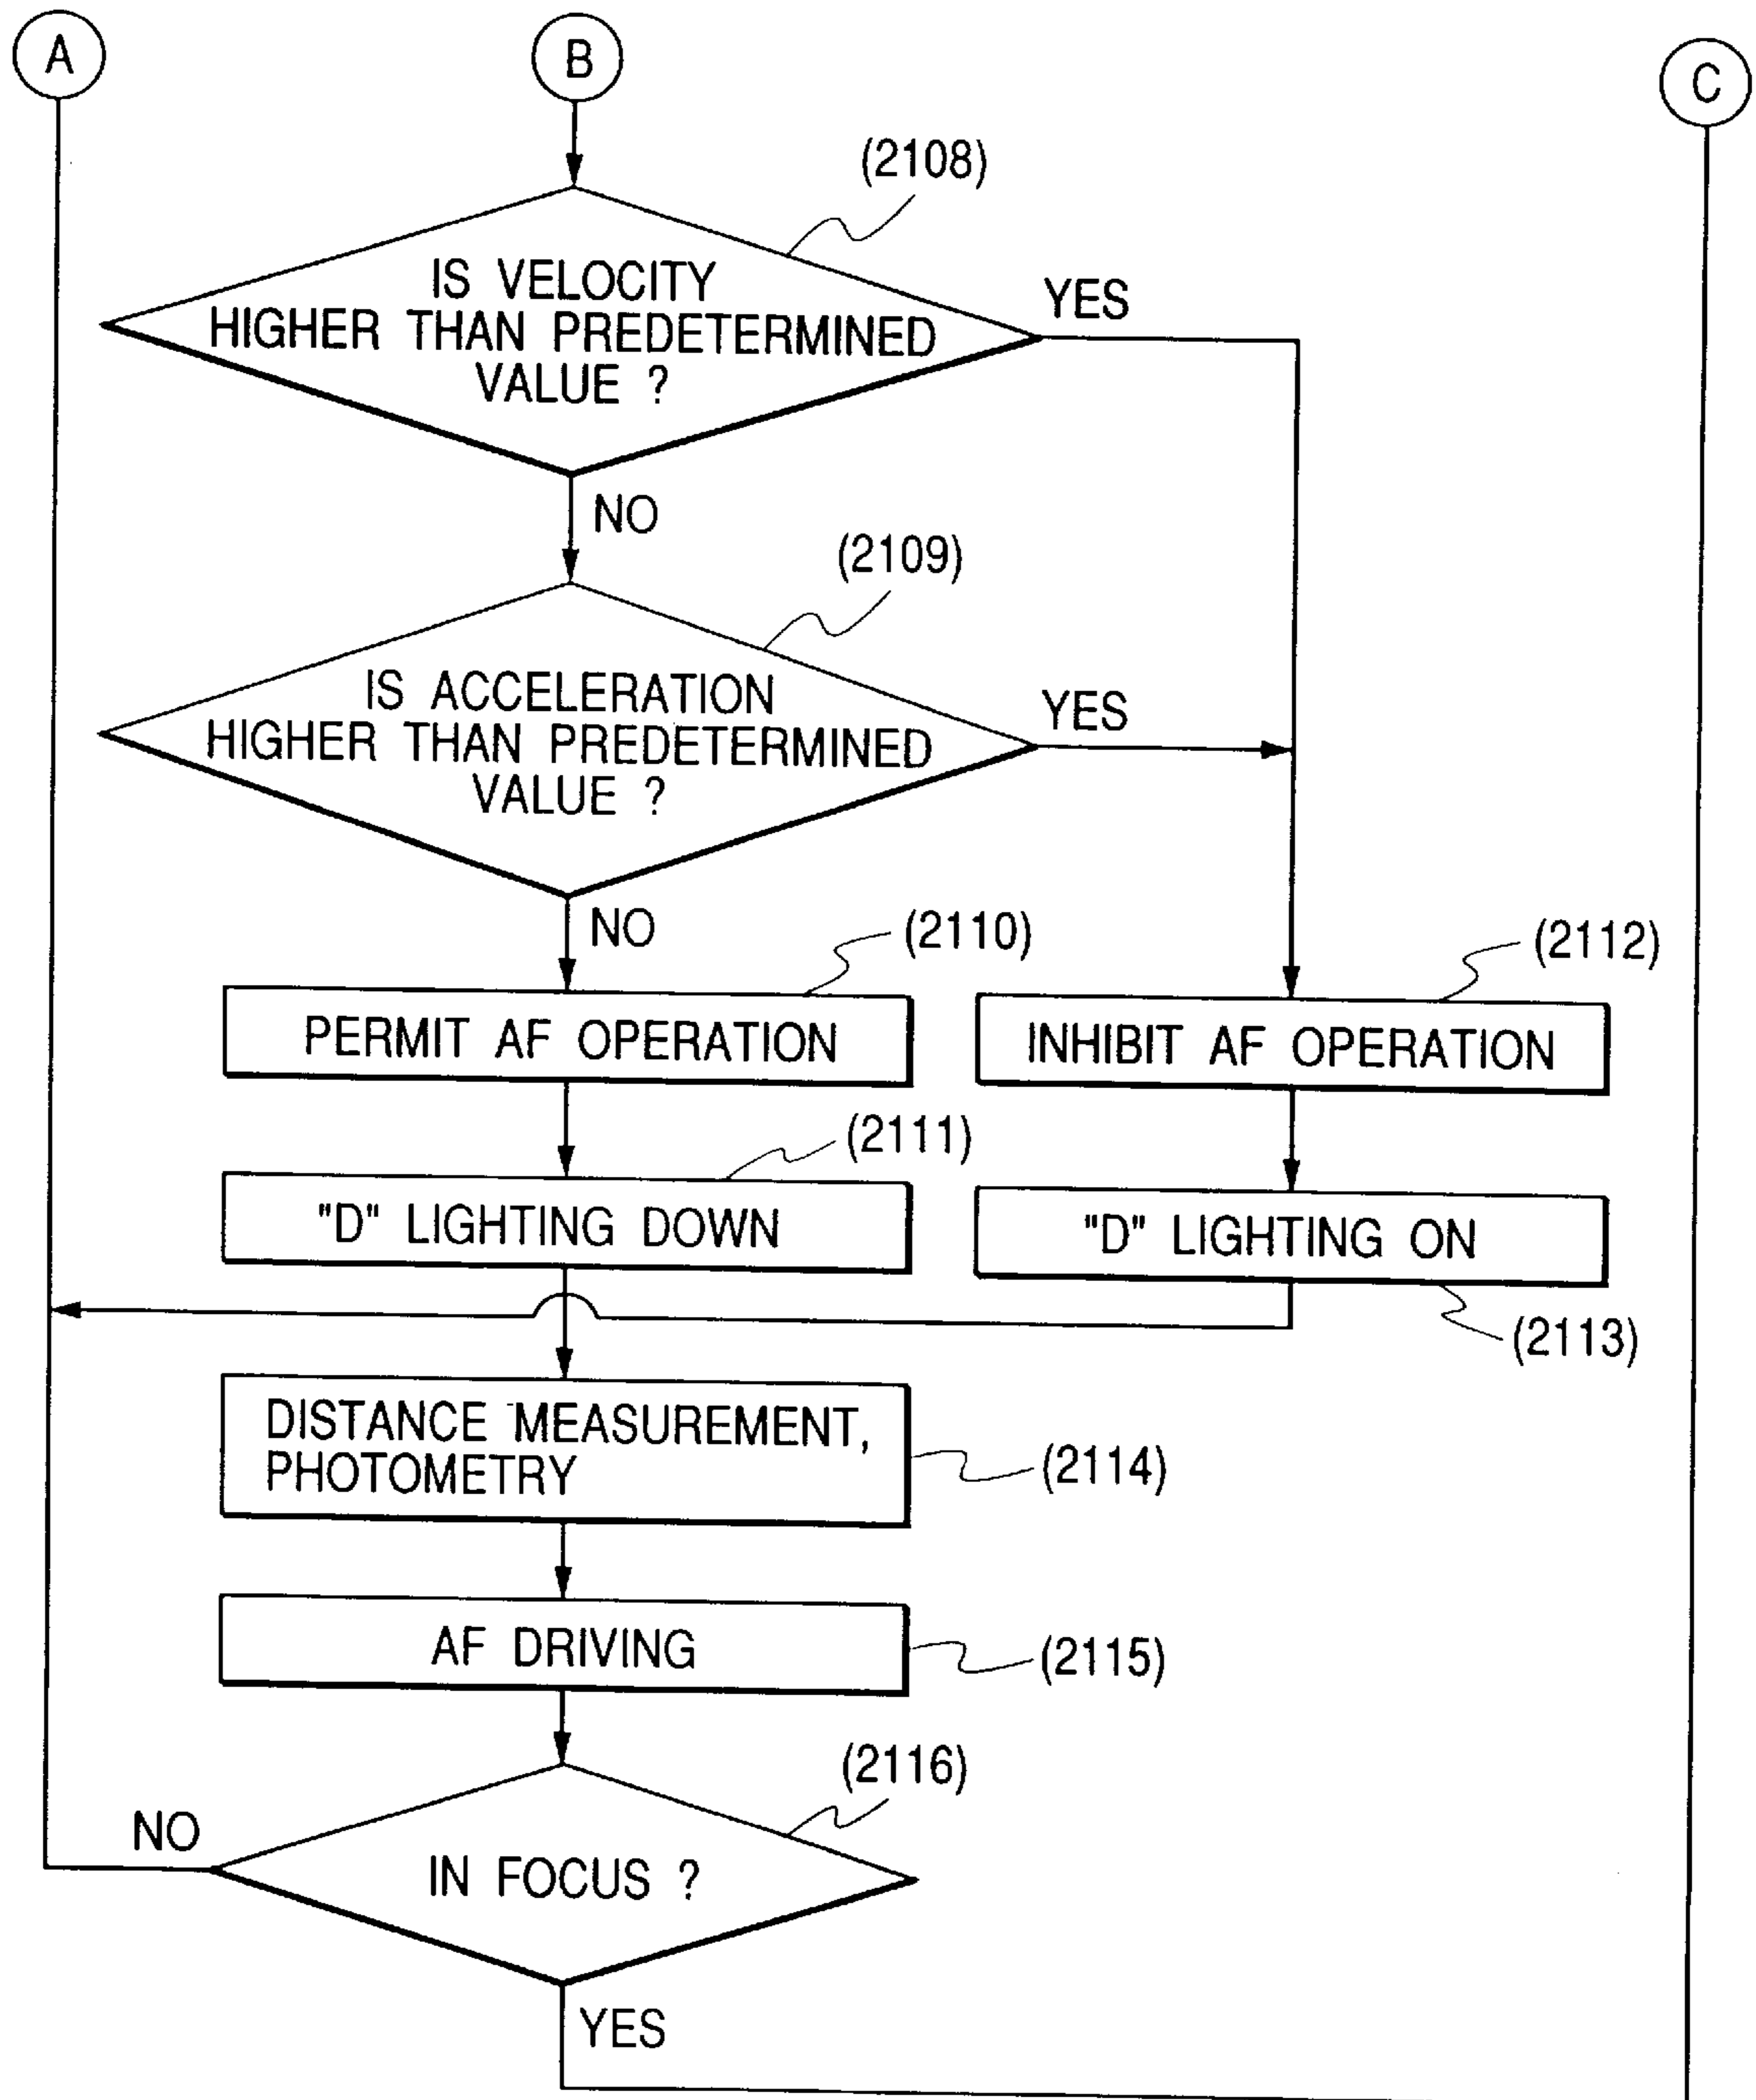 A
B
C
(2108)
IS VELOCITY
HIGHER THAN PREDETERMINED
VALUE ?
YES
NO
(2109)
IS ACCELERATION
HIGHER THAN PREDETERMINED
VALUE ?
YES
NO
(2110)
(2112)
PERMIT AF OPERATION
INHIBIT AF OPERATION
(2111)
"D" LIGHTING DOWN
"D" LIGHTING ON
(2113)
DISTANCE MEASUREMENT,
PHOTOMETRY
(2114)
AF DRIVING
(2115)
(2116)
NO
IN FOCUS ?
YES